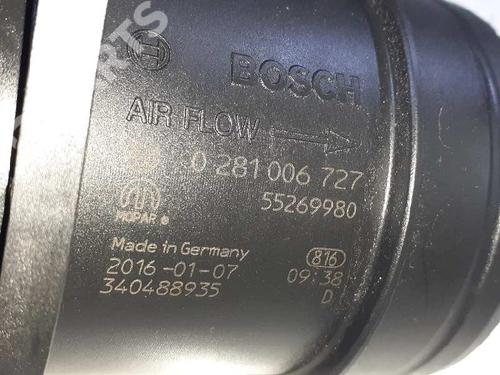 BOSCH
AIR FLOW
0 281 006 727
55269980
MOPAR ®
Made in Germany
816
2016-01-07
09:38
340488935
D
PARTS